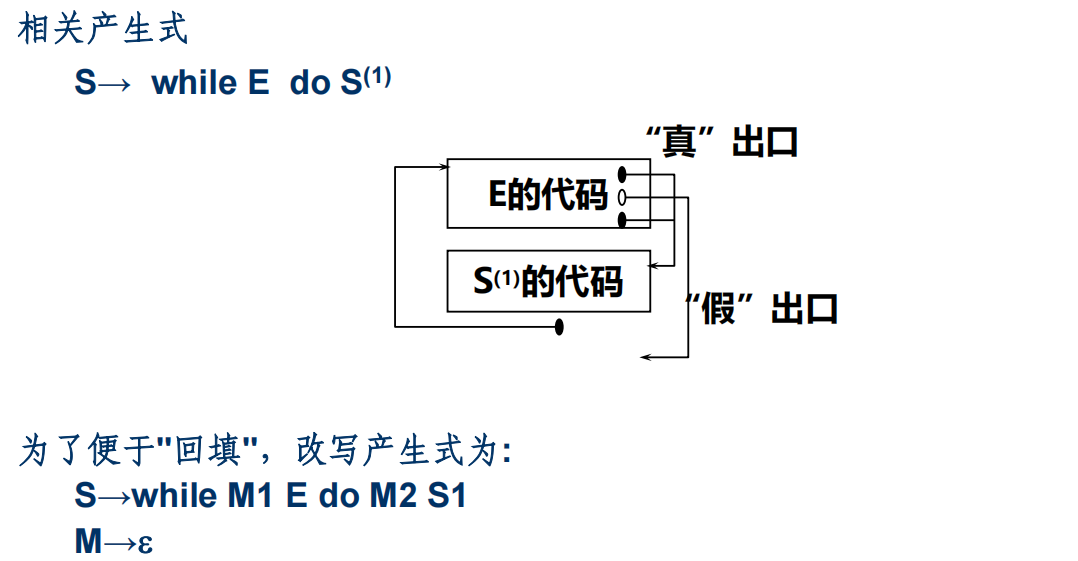 相关产生式
S→ while E do S(1)
“真” 出口
E的代码
S(1)的代码
“假” 出口
为了便于"回填"，改写产生式为:
S→while M1 E do M2 S1
M→ε